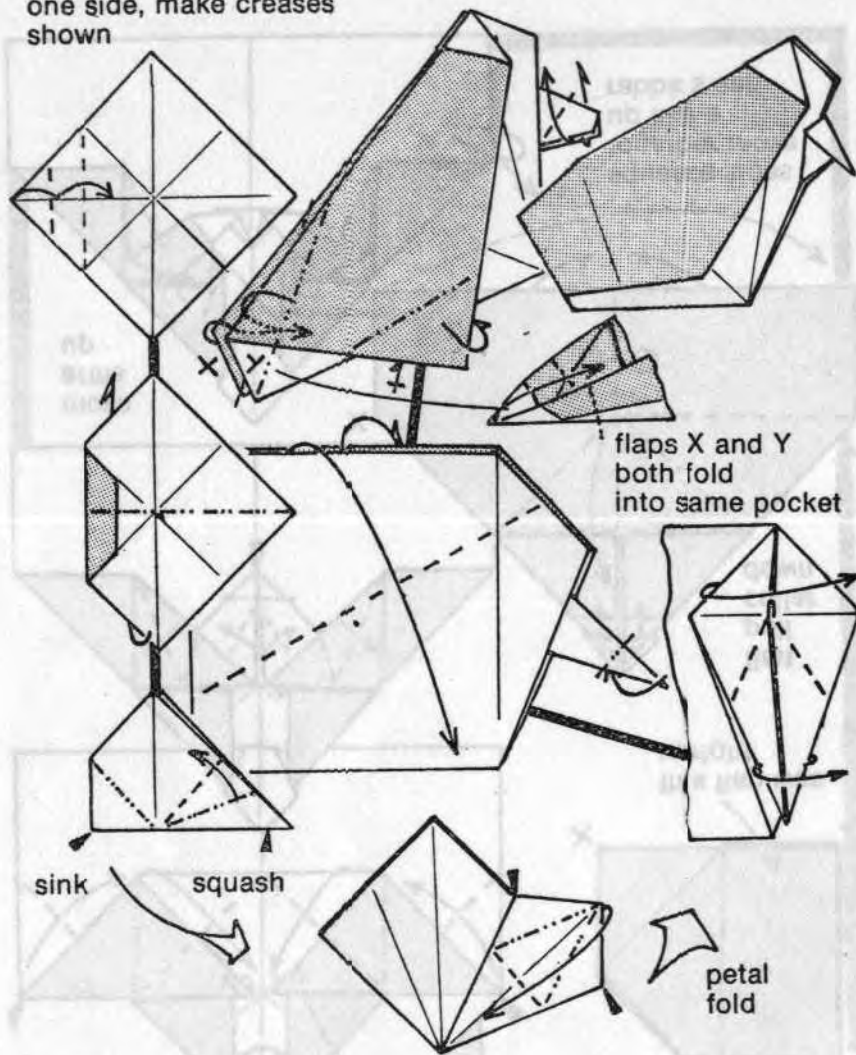 one side, make creases
shown
X Y
flaps X and Y
both fold
into same pocket
sink squash
petal
fold